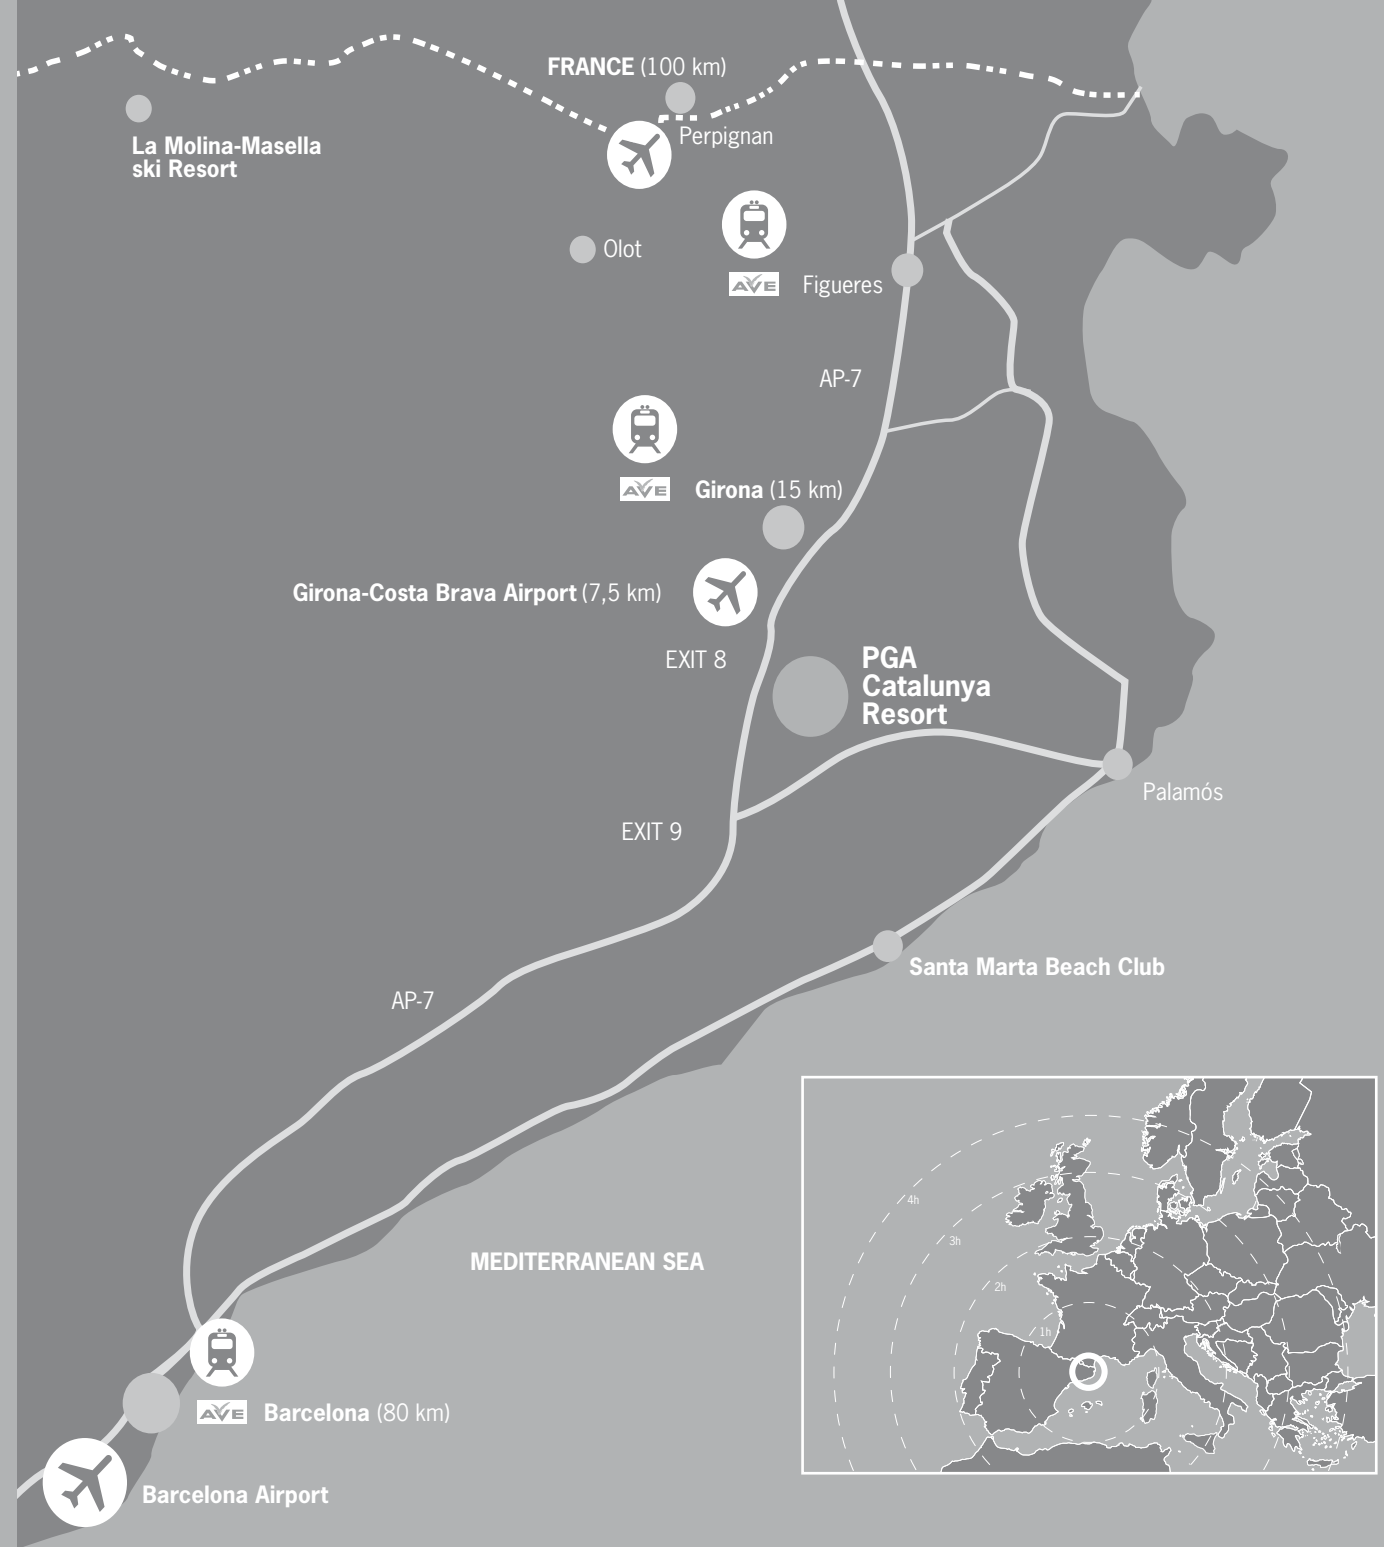 FRANCE (100 km)
Perpignan
La Molina-Masella
ski Resort
Olot
AVE
Figueres
AP-7
AVE
Girona (15 km)
Girona-Costa Brava Airport (7,5 km)
EXIT 8
PGA
Catalunya
Resort
Palamós
EXIT 9
Santa Marta Beach Club
AP-7
4h
3h
MEDITERRANEAN SEA
2h
1h
AVE
Barcelona (80 km)
Barcelona Airport